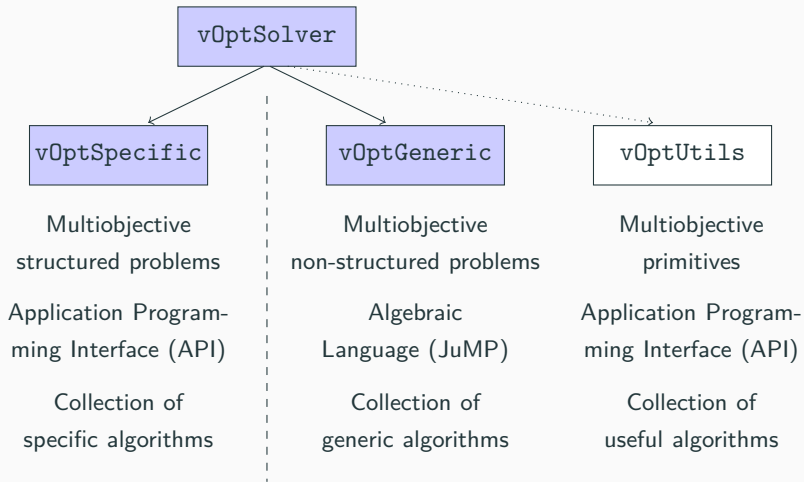 vOptSolver
vOptSpecific
vOptGeneric
vOptUtils
Multiobjective
structured problems
Multiobjective
non-structured problems
Multiobjective
primitives
Application Program-
ming Interface (API)
Algebraic
Language (JuMP)
Application Program-
ming Interface (API)
Collection of
specific algorithms
Collection of
generic algorithms
Collection of
useful algorithms